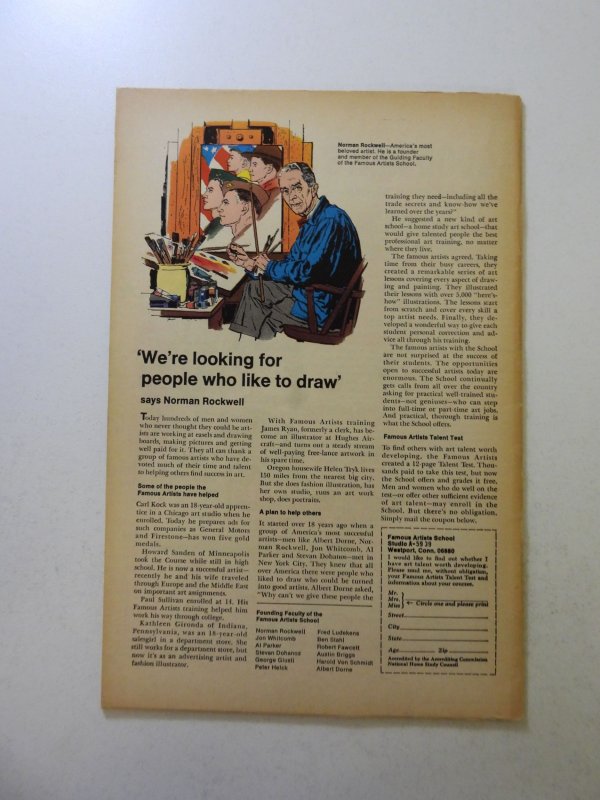 Norman Rockwell—America's most
beloved artist. He is a founder
and member of the Guiding Faculty
of the Famous Artists School.
'We're looking for
people who like to draw'
says Norman Rockwell
Today hundreds of men and women
who never thought they could be art-
ists are working at easels and drawing
boards, making pictures and getting
well paid for it. They all can thank a
group of famous artists who have de-
voted much of their time and talent
to helping others find success in art.
Some of the people the
Famous Artists have helped
Carl Kock was an 18-year-old appren-
tice in a Chicago art studio when he
enrolled. Today he prepares ads for
such companies as General Motors
and Firestone—has won five gold
medals.
Howard Sanden of Minneapolis
took the Course while still in high
school. He is now a successful artist—
recently he and his wife traveled
through Europe and the Middle East
on important art assignments.
Paul Sullivan enrolled at 14. His
Famous Artists training helped him
work his way through college.
Kathleen Gironda of Indiana,
Pennsylvania, was an 18-year-old
salesgirl in a department store. She
still works for a department store, but
now it's as an advertising artist and
fashion illustrator.
With Famous Artists training
James Ryan, formerly a clerk, has be-
come an illustrator at Hughes Air-
craft—and turns out a steady stream
of well-paying free-lance artwork in
his spare time.
Oregon housewife Helen Tryk lives
150 miles from the nearest big city.
But she does fashion illustration, has
her own studio, runs an art work
shop, does portraits.
A plan to help others
It started over 18 years ago when a
group of America's most successful
artists—men like Albert Dorne, Nor-
man Rockwell, Jon Whitcomb, Al
Parker and Stevan Dohanos—met in
New York City. They knew that all
over America there were people who
liked to draw who could be turned
into good artists. Albert Dorne asked,
"Why can't we give these people the
Founding Faculty of the
Famous Artists School
Norman Rockwell
Jon Whitcomb
Al Parker
Stevan Dohanos
George Giusti
Peter Helck
Fred Ludekens
Ben Stahl
Robert Fawcett
Austin Briggs
Harold Von Schmidt
Albert Dorne
training they need—including all the
trade secrets and know-how we've
learned over the years?"
He suggested a new kind of art
school—a home study art school—that
would give talented people the best
professional art training, no matter
where they live.
The famous artists agreed. Taking
time from their busy careers, they
created a remarkable series of art
lessons covering every aspect of draw-
ing and painting. They illustrated
their lessons with over 5,000 "here's-
how" illustrations. The lessons start
from scratch and cover every skill a
top artist needs. Finally, they de-
veloped a wonderful way to give each
student personal correction and ad-
vice all through his training.
The famous artists with the School
are not surprised at the success of
their students. The opportunities
open to successful artists today are
enormous. The School continually
gets calls from all over the country
asking for practical well-trained stu-
dents—not geniuses—who can step
into full-time or part-time art jobs.
And practical, thorough training is
what the School offers.
Famous Artists Talent Test
To find others with art talent worth
developing, the Famous Artists
created a 12-page Talent Test. Thou-
sands paid to take this test, but now
the School offers and grades it free.
Men and women who do well on the
test—or offer other sufficient evidence
of art talent—may enroll in the
School. But there's no obligation.
Simply mail the coupon below.
Famous Artists School
Studio A-3939
Westport, Conn. 06880
I would like to find out whether I
have art talent worth developing.
Please send me, without obligation,
your Famous Artists Talent Test and
information about your courses.
Mr.
Mrs.
Miss
Circle one and please print
Street
City
State
Age Zip
Accredited by the Accrediting Commission
National Home Study Council